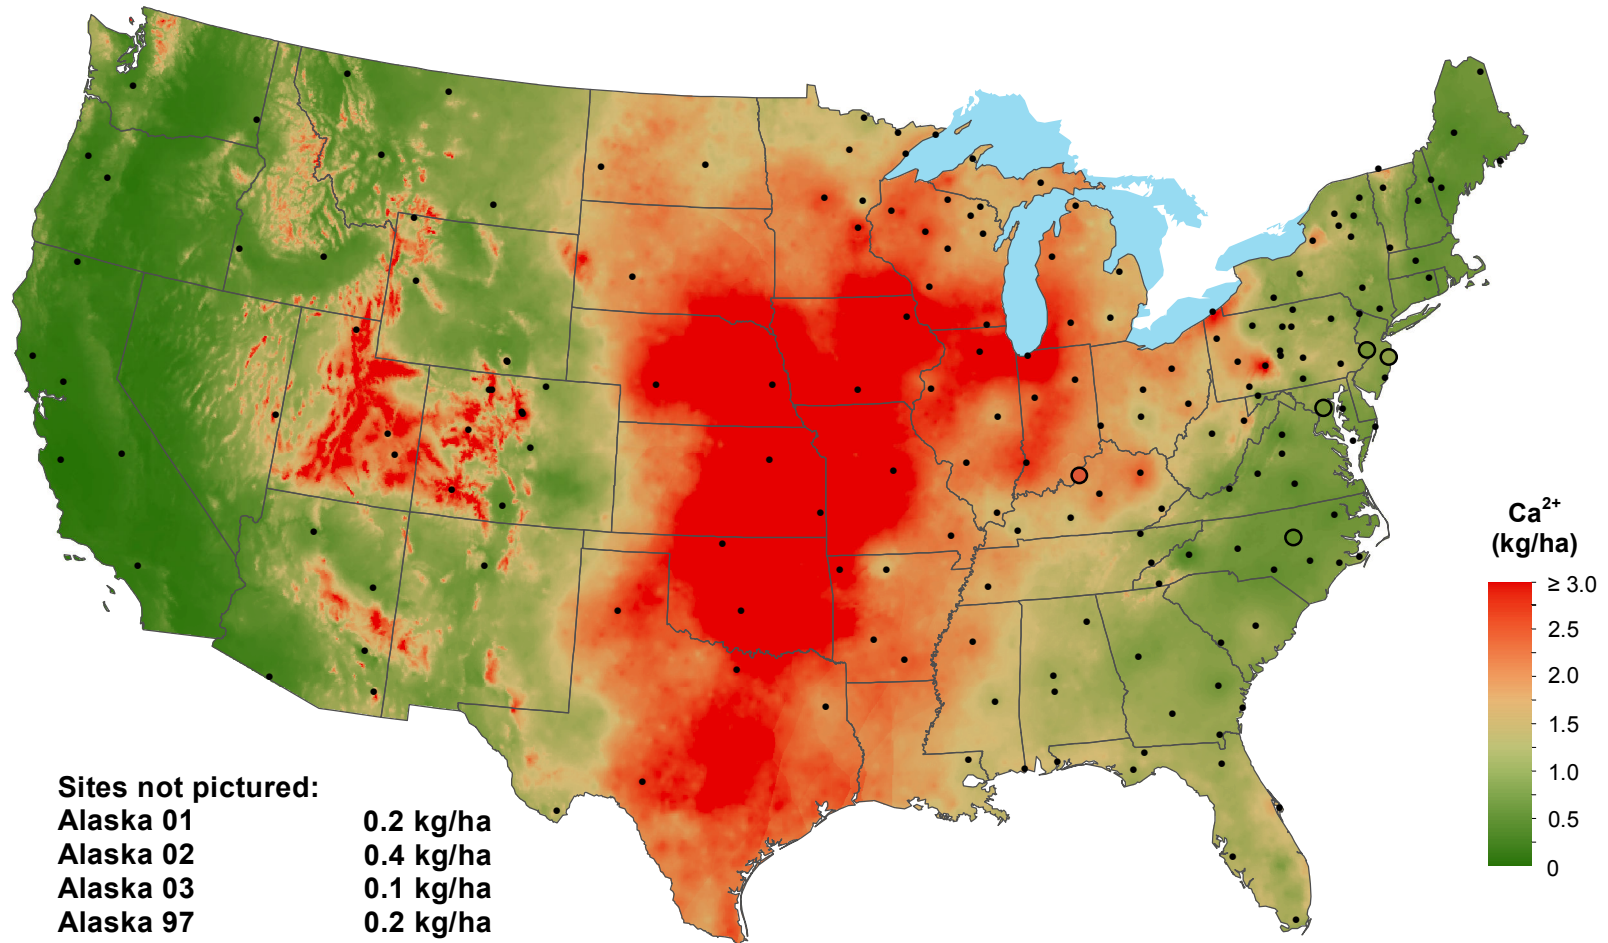 Ca2+
(kg/ha)
≥ 3.0
2.5
2.0
1.5
1.0
0.5
0
Sites not pictured:
Alaska 01 0.2 kg/ha
Alaska 02 0.4 kg/ha
Alaska 03 0.1 kg/ha
Alaska 97 0.2 kg/ha